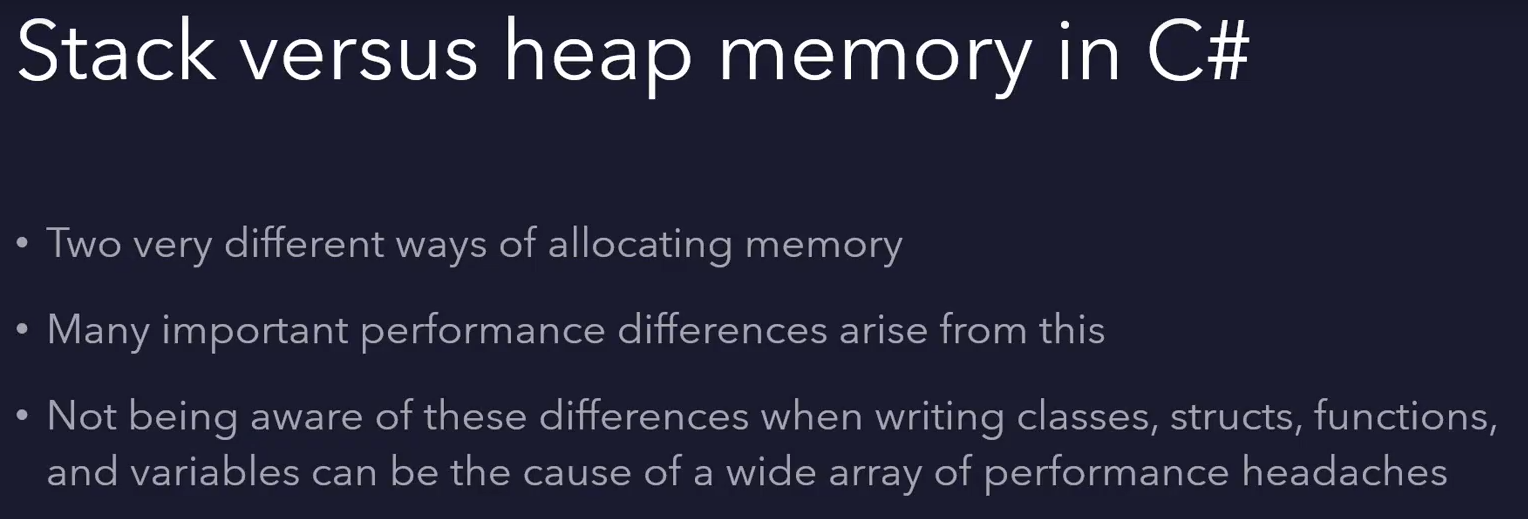 Stack versus heap memory in C#
• Two very different ways of allocating memory
• Many important performance differences arise from this
• Not being aware of these differences when writing classes, structs, functions,
and variables can be the cause of a wide array of performance headaches